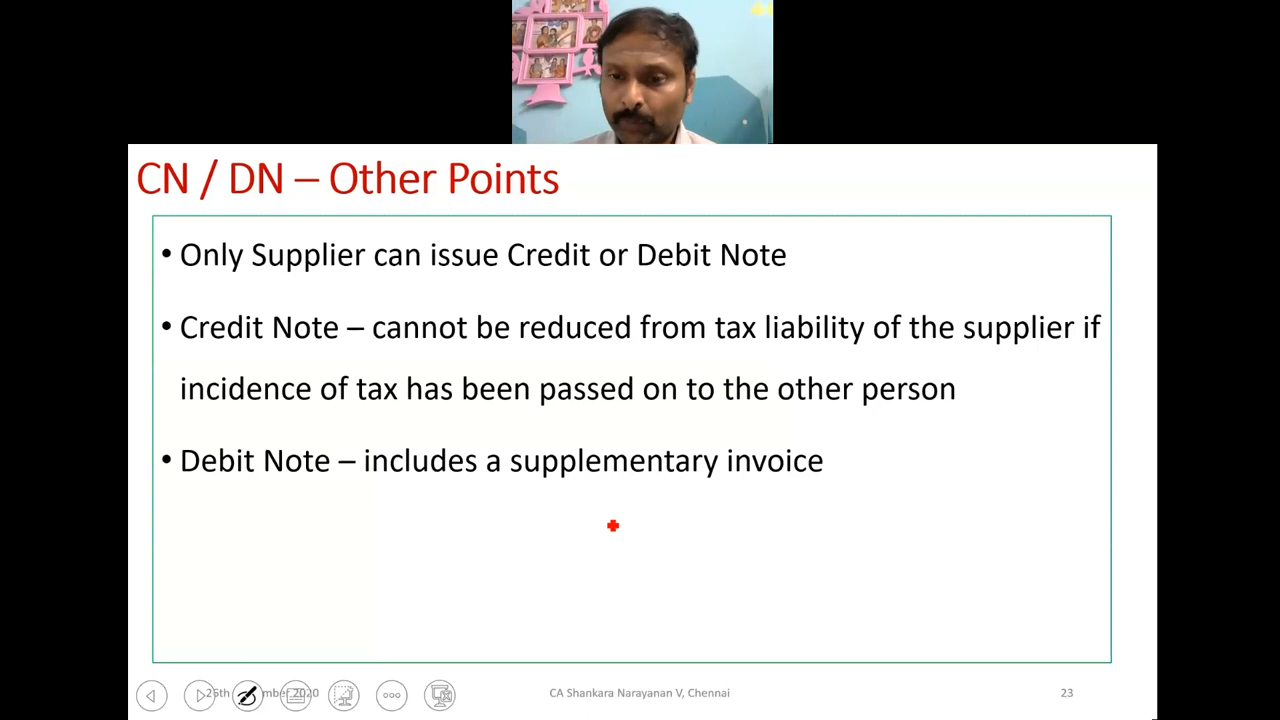 CN / DN – Other Points
• Only Supplier can issue Credit or Debit Note
• Credit Note – cannot be reduced from tax liability of the supplier if
incidence of tax has been passed on to the other person
• Debit Note – includes a supplementary invoice
2020 CA Shankara Narayanan V, Chennai 23